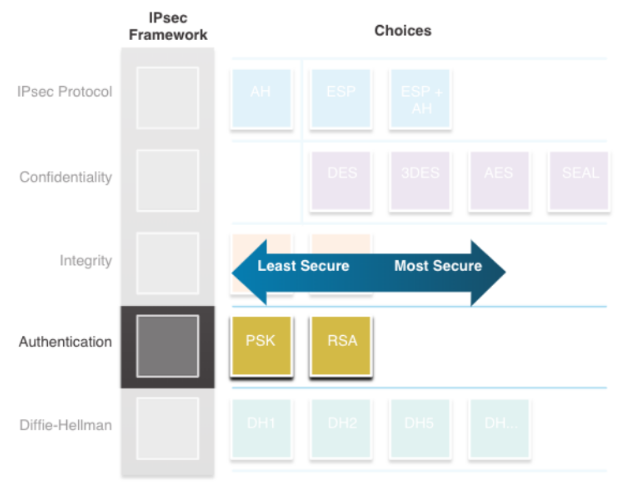 IPsec
Framework
Choices
IPsec Protocol
AH
ESP
ESP +
AH
Confidentiality
DES
3DES
AES
SEAL
Integrity
Least Secure
Most Secure
Authentication
PSK
RSA
Diffie-Hellman
DH1
DH2
DH5
DH...